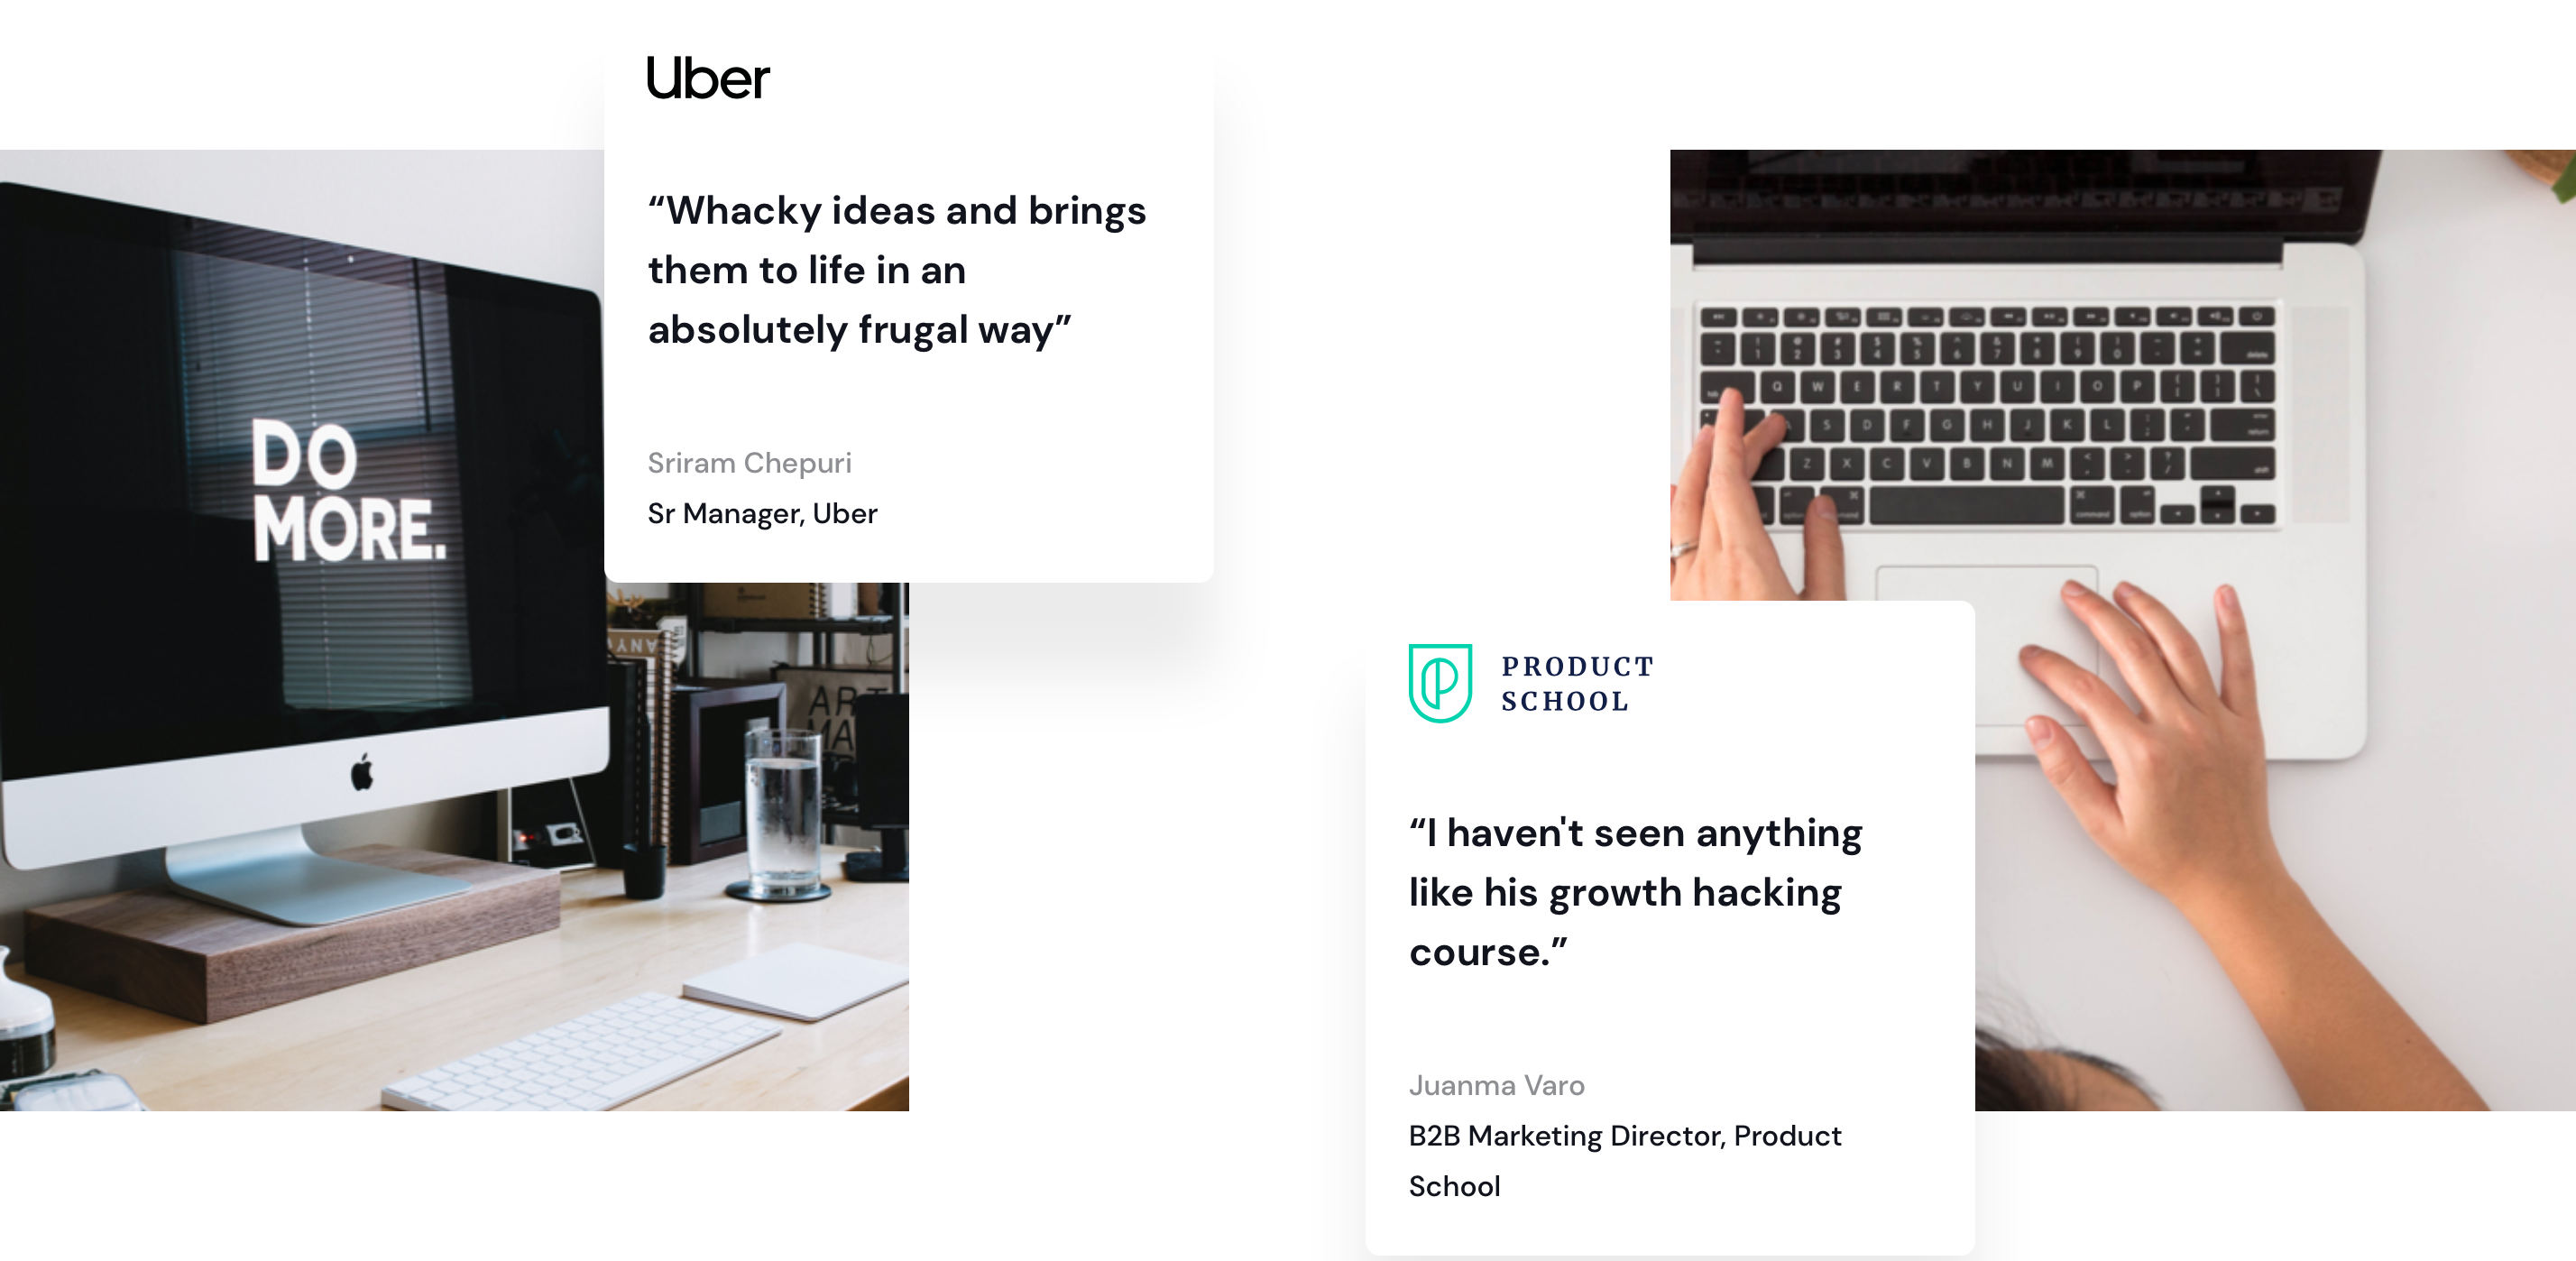 Uber
“Whacky ideas and brings
them to life in an
absolutely frugal way”
Sriram Chepuri
Sr Manager, Uber
DO
MORE.
PRODUCT
SCHOOL
“I haven't seen anything
like his growth hacking
course.”
Juanma Varo
B2B Marketing Director, Product
School
Q W E R T Y U I O P
S D F G H J K L
Z X C V B N M
command